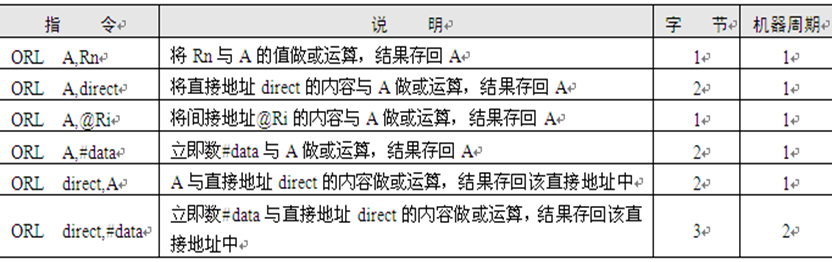 指 令 说 明 字 节 机器周期
ORL A,Rn 将 Rn 与 A 的值做或运算，结果存回 A 1 1
ORL A,direct 将直接地址 direct 的内容与 A 做或运算，结果存回 A 2 1
ORL A,@Ri 将间接地址@Ri 的内容与 A 做或运算，结果存回 A 1 1
ORL A,#data 立即数#data 与 A 做或运算，结果存回 A 2 1
ORL direct,A A 与直接地址 direct 的内容做或运算，结果存回该直接地址中 2 1
ORL direct,#data 立即数#data 与直接地址 direct 的内容做或运算，结果存回该直 3 2
接地址中